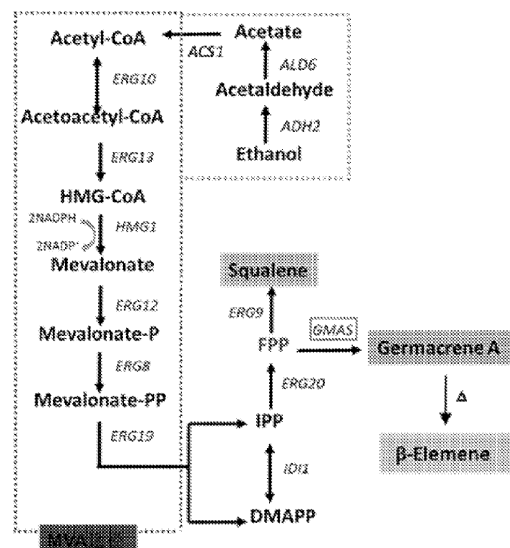 Acetyl-CoA
Acetate
ACS1
ALD6
ERG10
Acetaldehyde
Acetoacetyl-CoA
ADH2
ERG13
Ethanol
HMG-CoA
2NADPH
HMG1
2NADP⁺
Mevalonate
Squalene
ERG12
ERG9
GMAS
Mevalonate-P
FPP
Germacrene A
ERG8
ERG20
Δ
Mevalonate-PP
IPP
ERG19
β-Elemene
IDI1
DMAPP